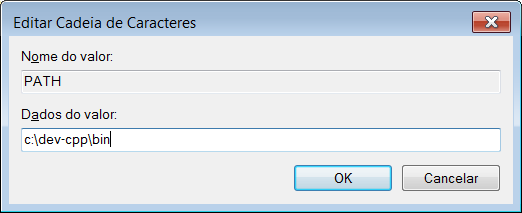 Editar Cadeia de Caracteres
Nome do valor:
PATH
Dados do valor:
c:\dev-cpp\bin
OK
Cancelar